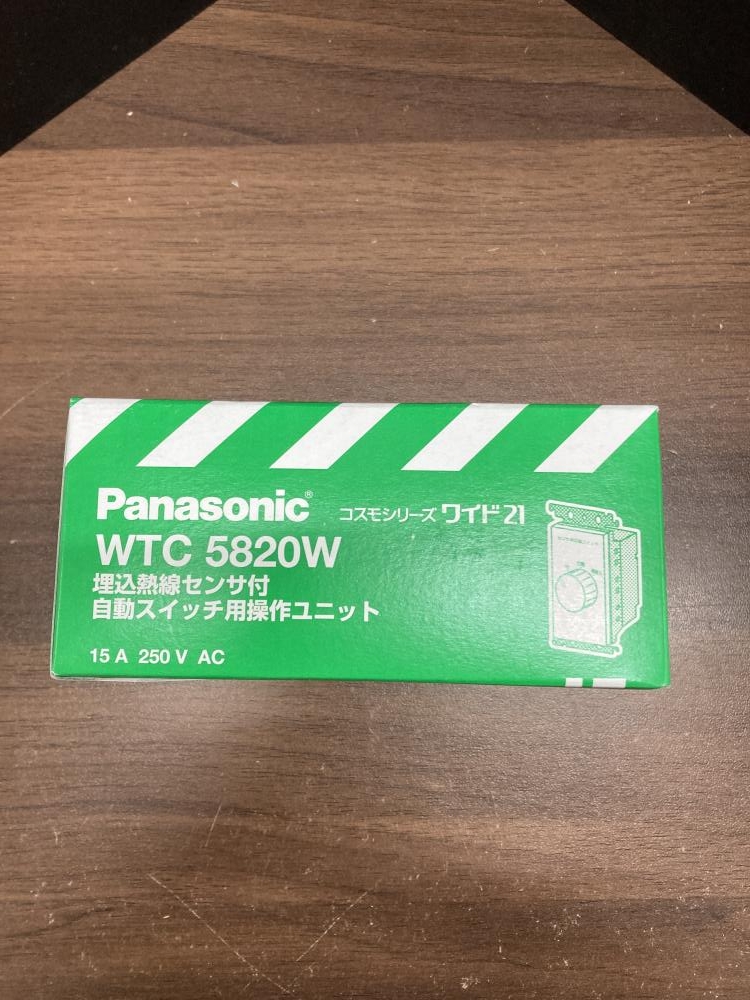 Panasonic®
コスモシリーズ ワイド21
WTC 5820W
埋込熱線センサ付
自動スイッチ用操作ユニット
15 A 250 V AC